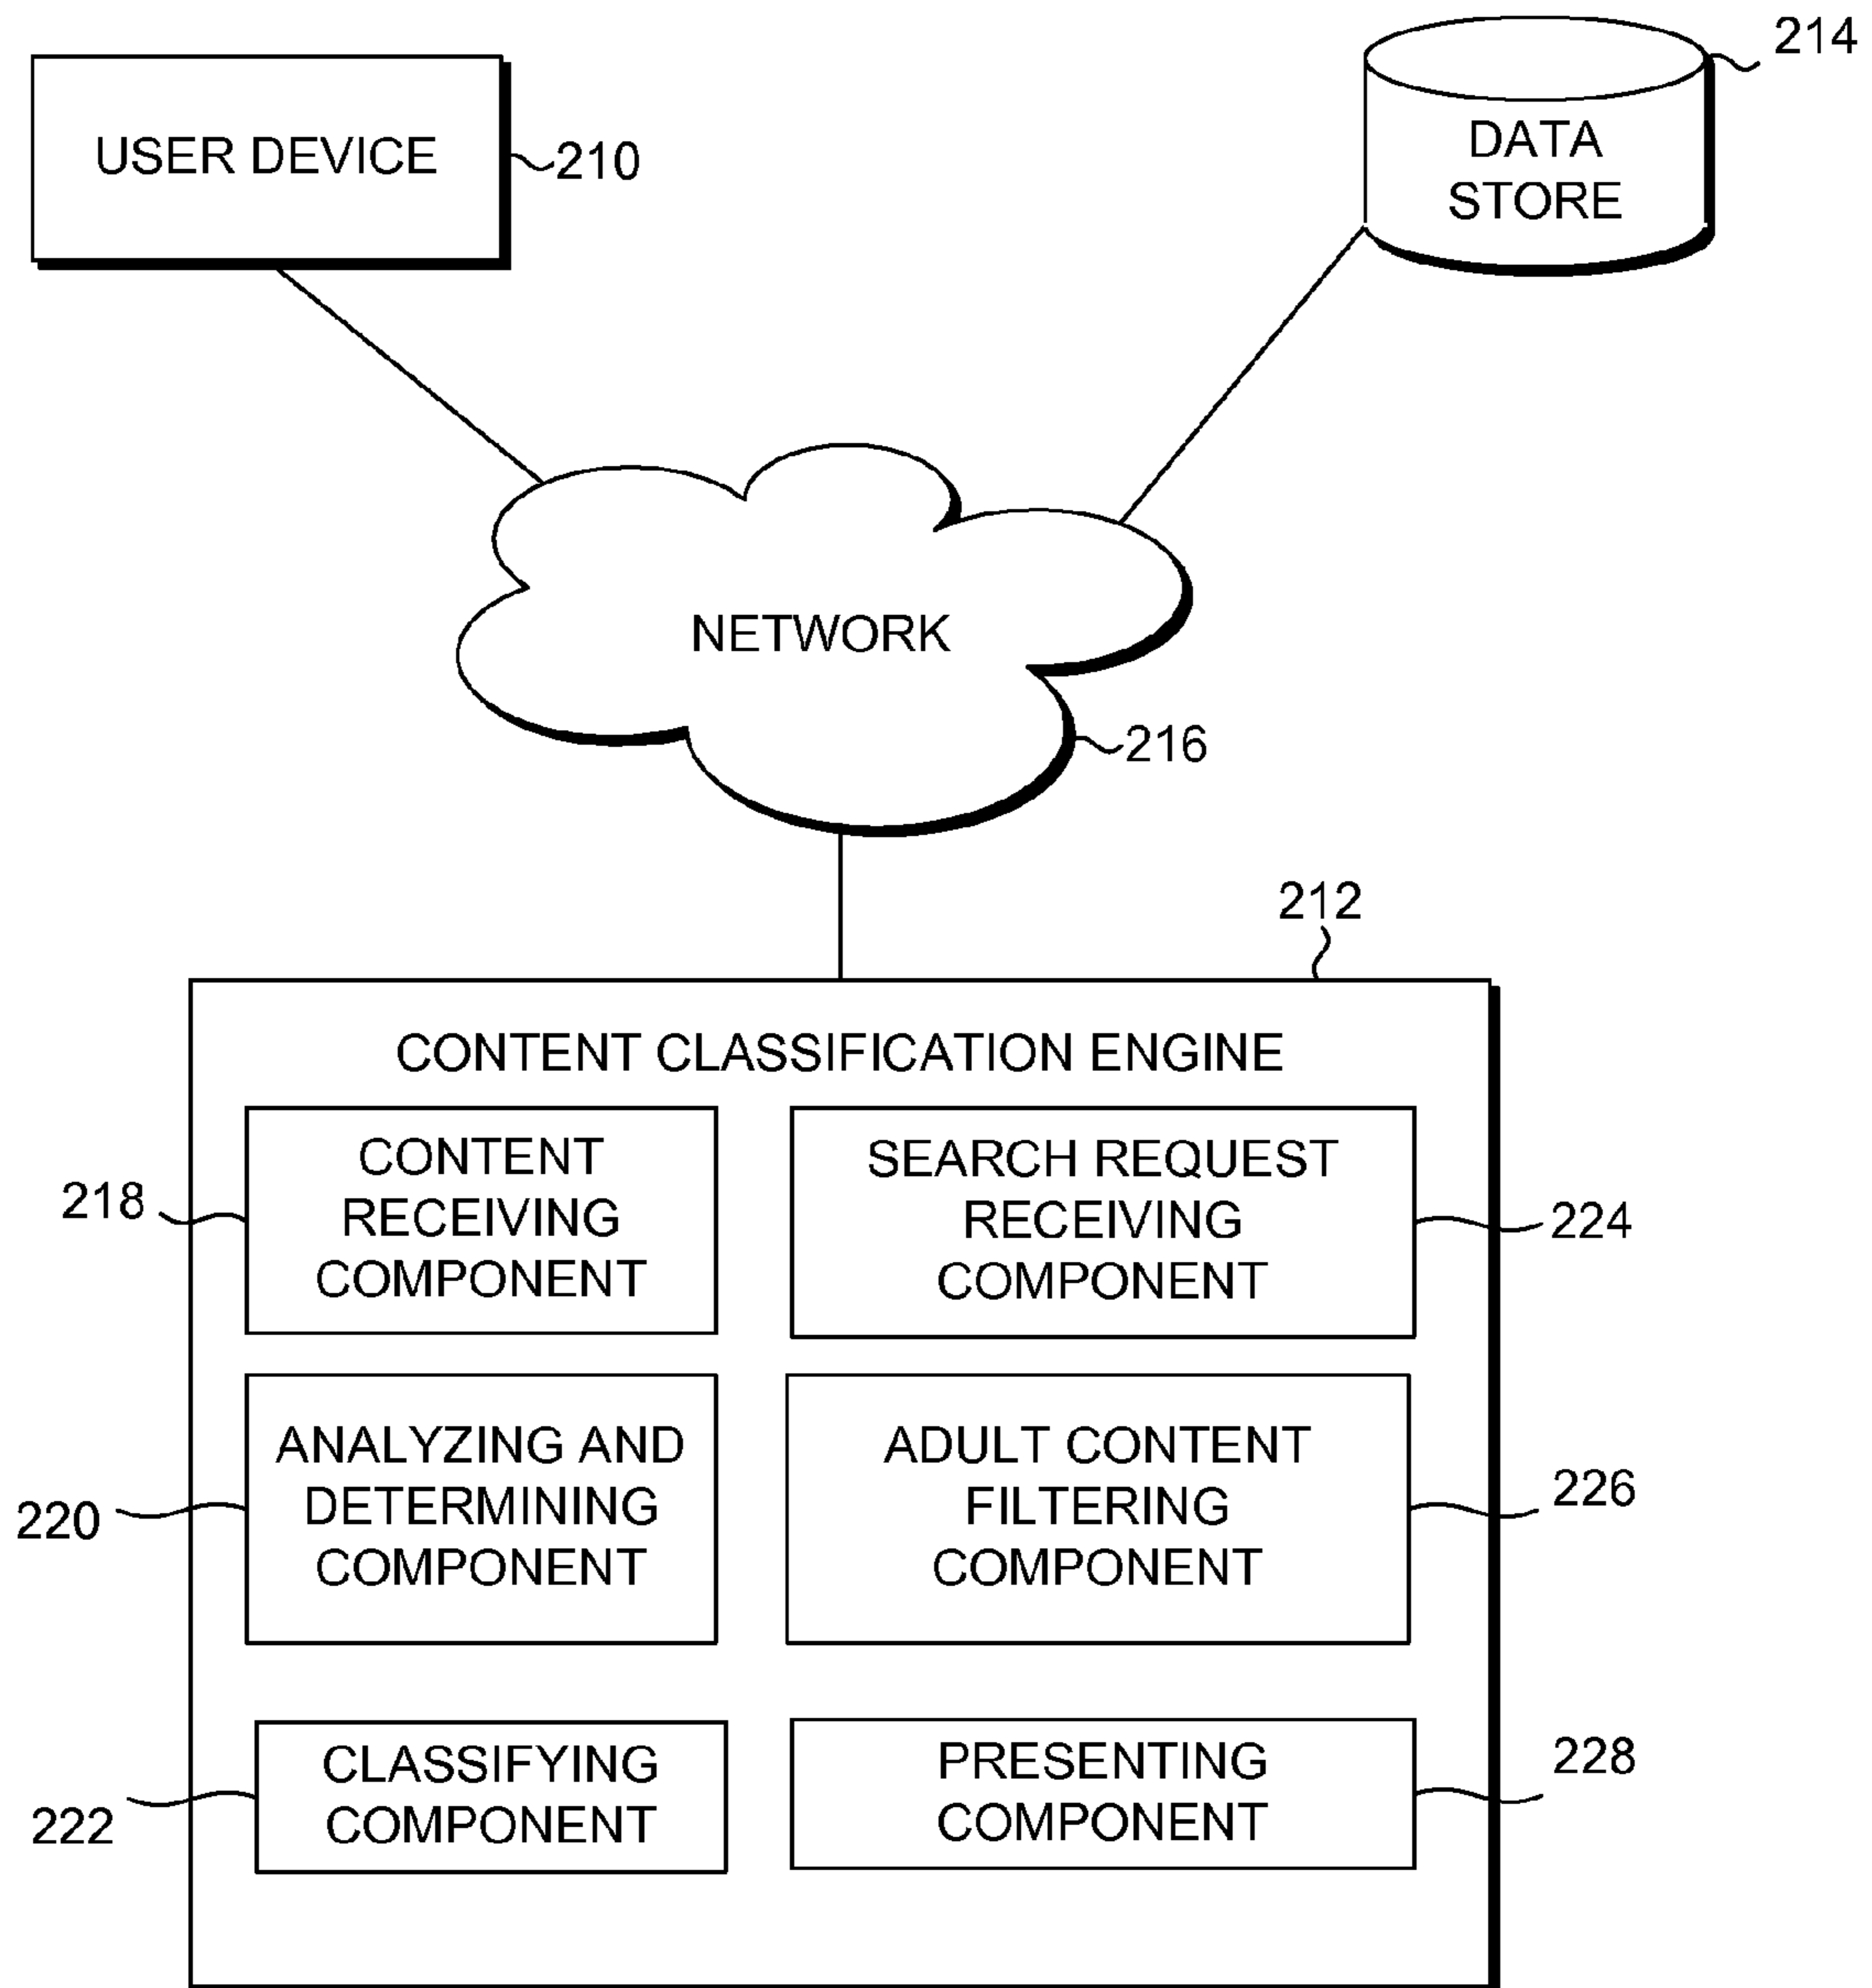 214
USER DEVICE
210
DATA
STORE
NETWORK
216
212
CONTENT CLASSIFICATION ENGINE
CONTENT
RECEIVING
COMPONENT
218
SEARCH REQUEST
RECEIVING
COMPONENT
224
ANALYZING AND
DETERMINING
COMPONENT
220
ADULT CONTENT
FILTERING
COMPONENT
226
CLASSIFYING
COMPONENT
222
PRESENTING
COMPONENT
228